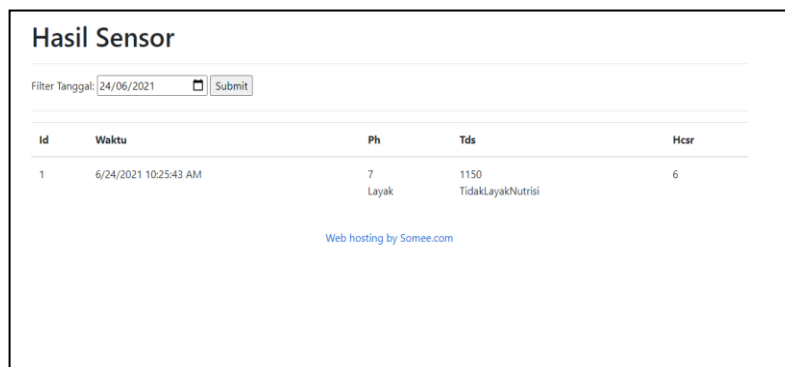 Hasil Sensor
Filter Tanggal: 24/06/2021 Submit
Id Waktu Ph Tds Hcsr
1 6/24/2021 10:25:43 AM 7 1150 6
Layak TidakLayakNutrisi
Web hosting by Somee.com